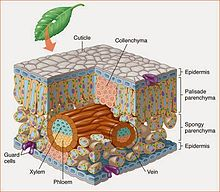 Cuticle
Collenchyma
Epidermis
Palisade
parenchyma
Spongy
parenchyma
Epidermis
Guard
cells
Xylem
Phloem
Vein